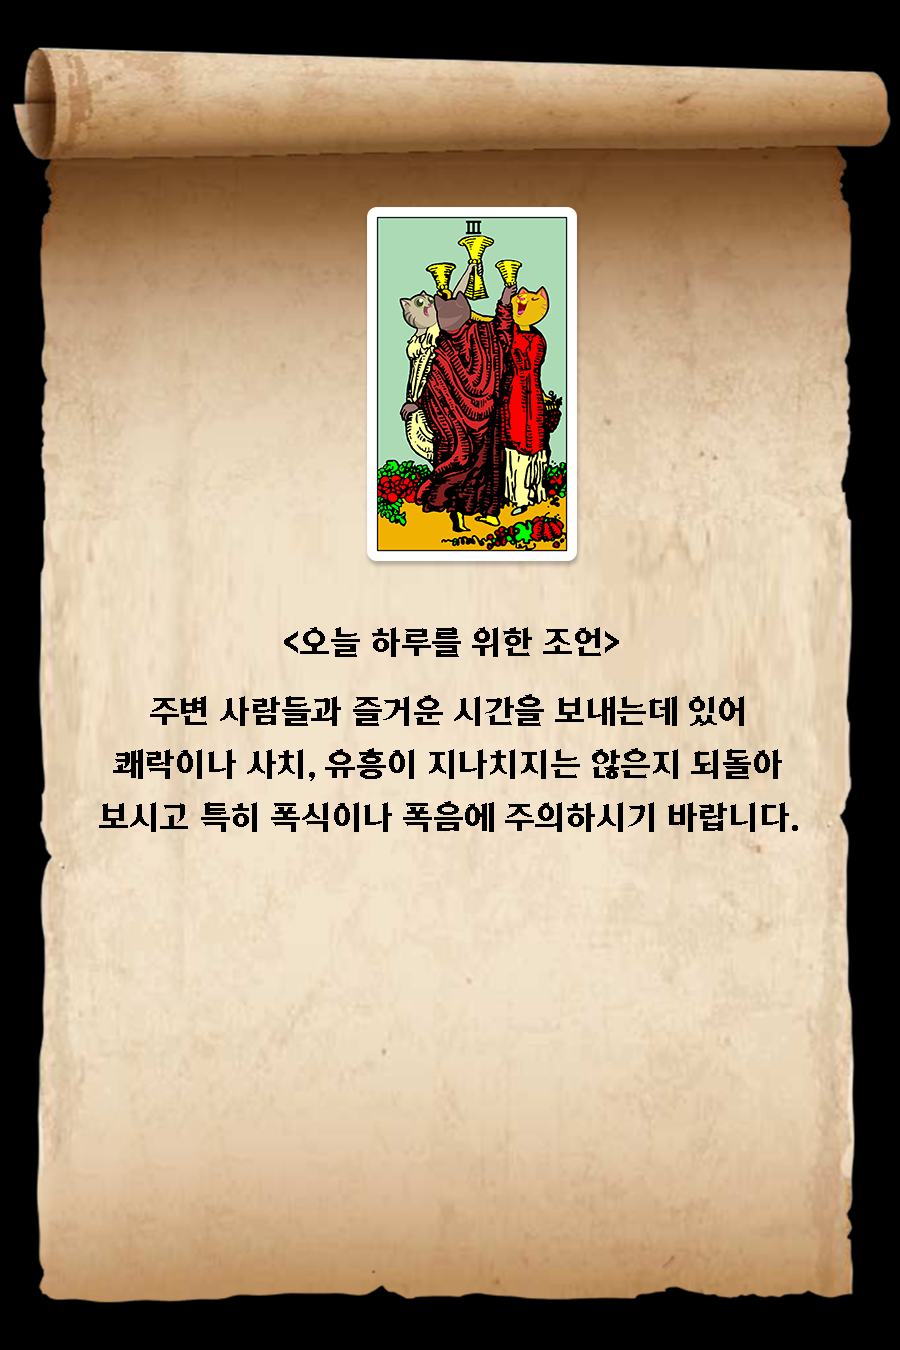 III
<오늘 하루를 위한 조언>
주변 사람들과 즐거운 시간을 보내는데 있어
쾌락이나 사치, 유흥이 지나치지는 않은지 되돌아
보시고 특히 폭식이나 폭음에 주의하시기 바랍니다.